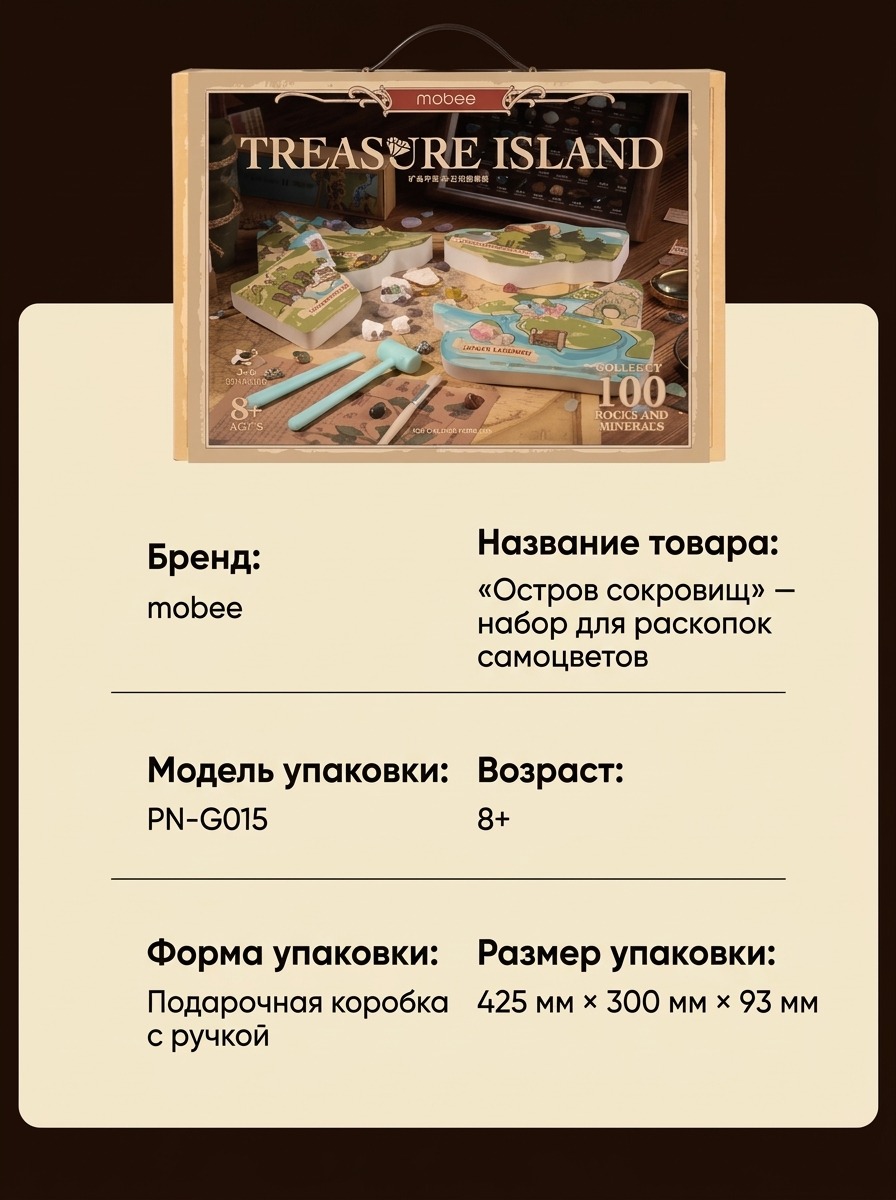 mobee
TREASURE ISLAND
COLLECT
100
ROCKS AND
MINERALS
8+
Бренд:
mobee
Название товара:
«Остров сокровищ» —
набор для раскопок
самоцветов
Модель упаковки:
PN-G015
Возраст:
8+
Форма упаковки:
Подарочная коробка
с ручкой
Размер упаковки:
425 мм × 300 мм × 93 мм